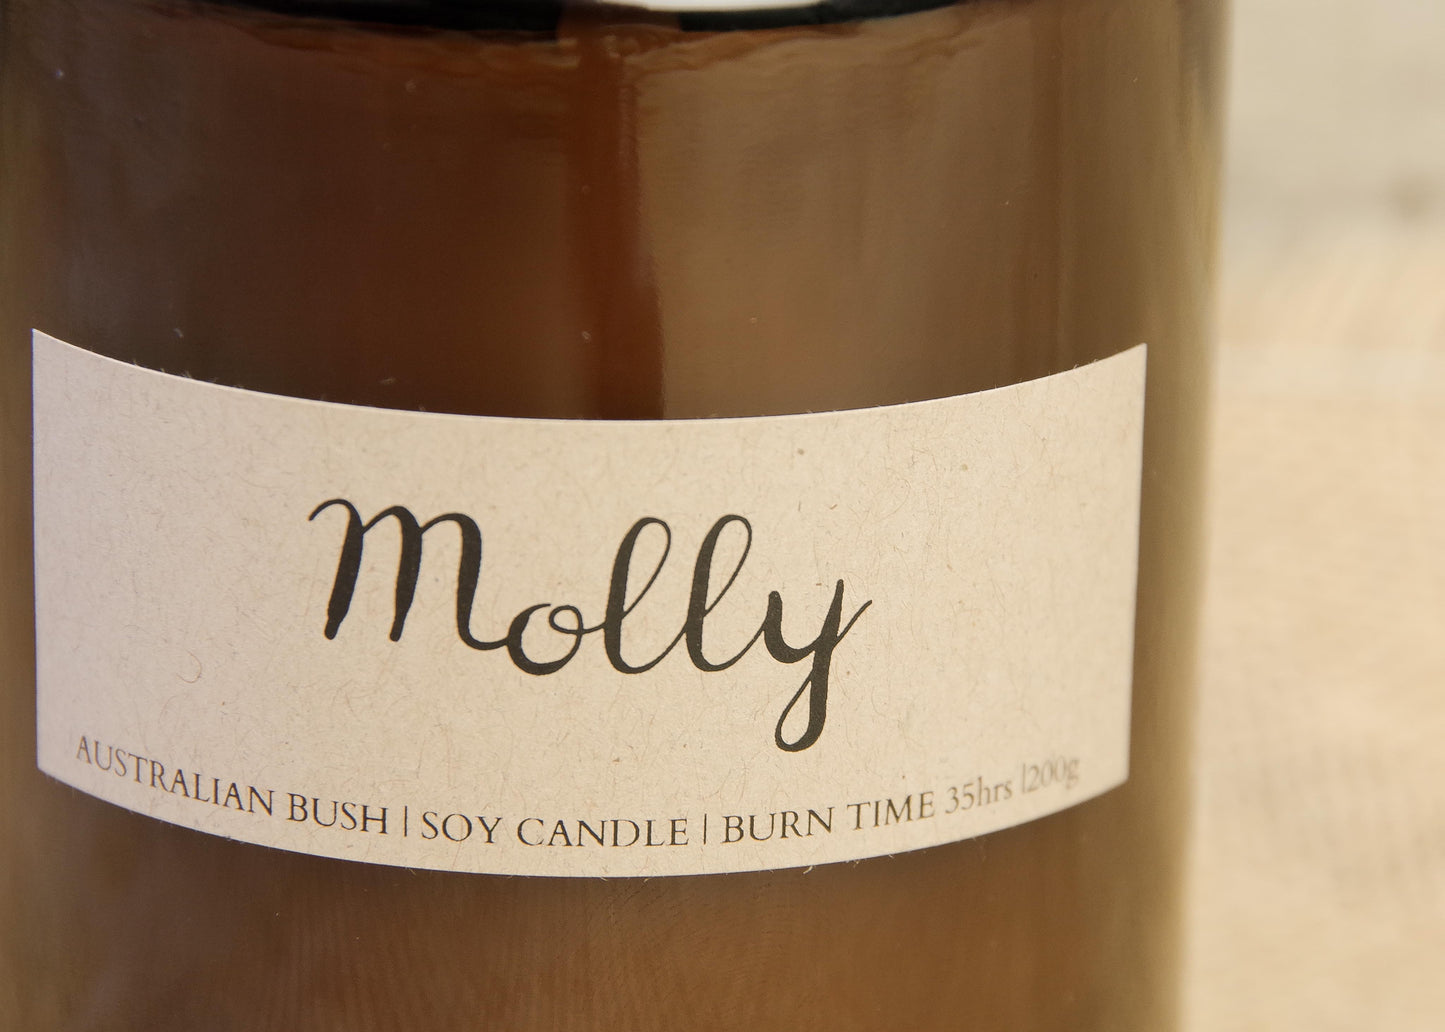 Molly
AUSTRALIAN BUSH | SOY CANDLE | BURN TIME 35hrs |200g